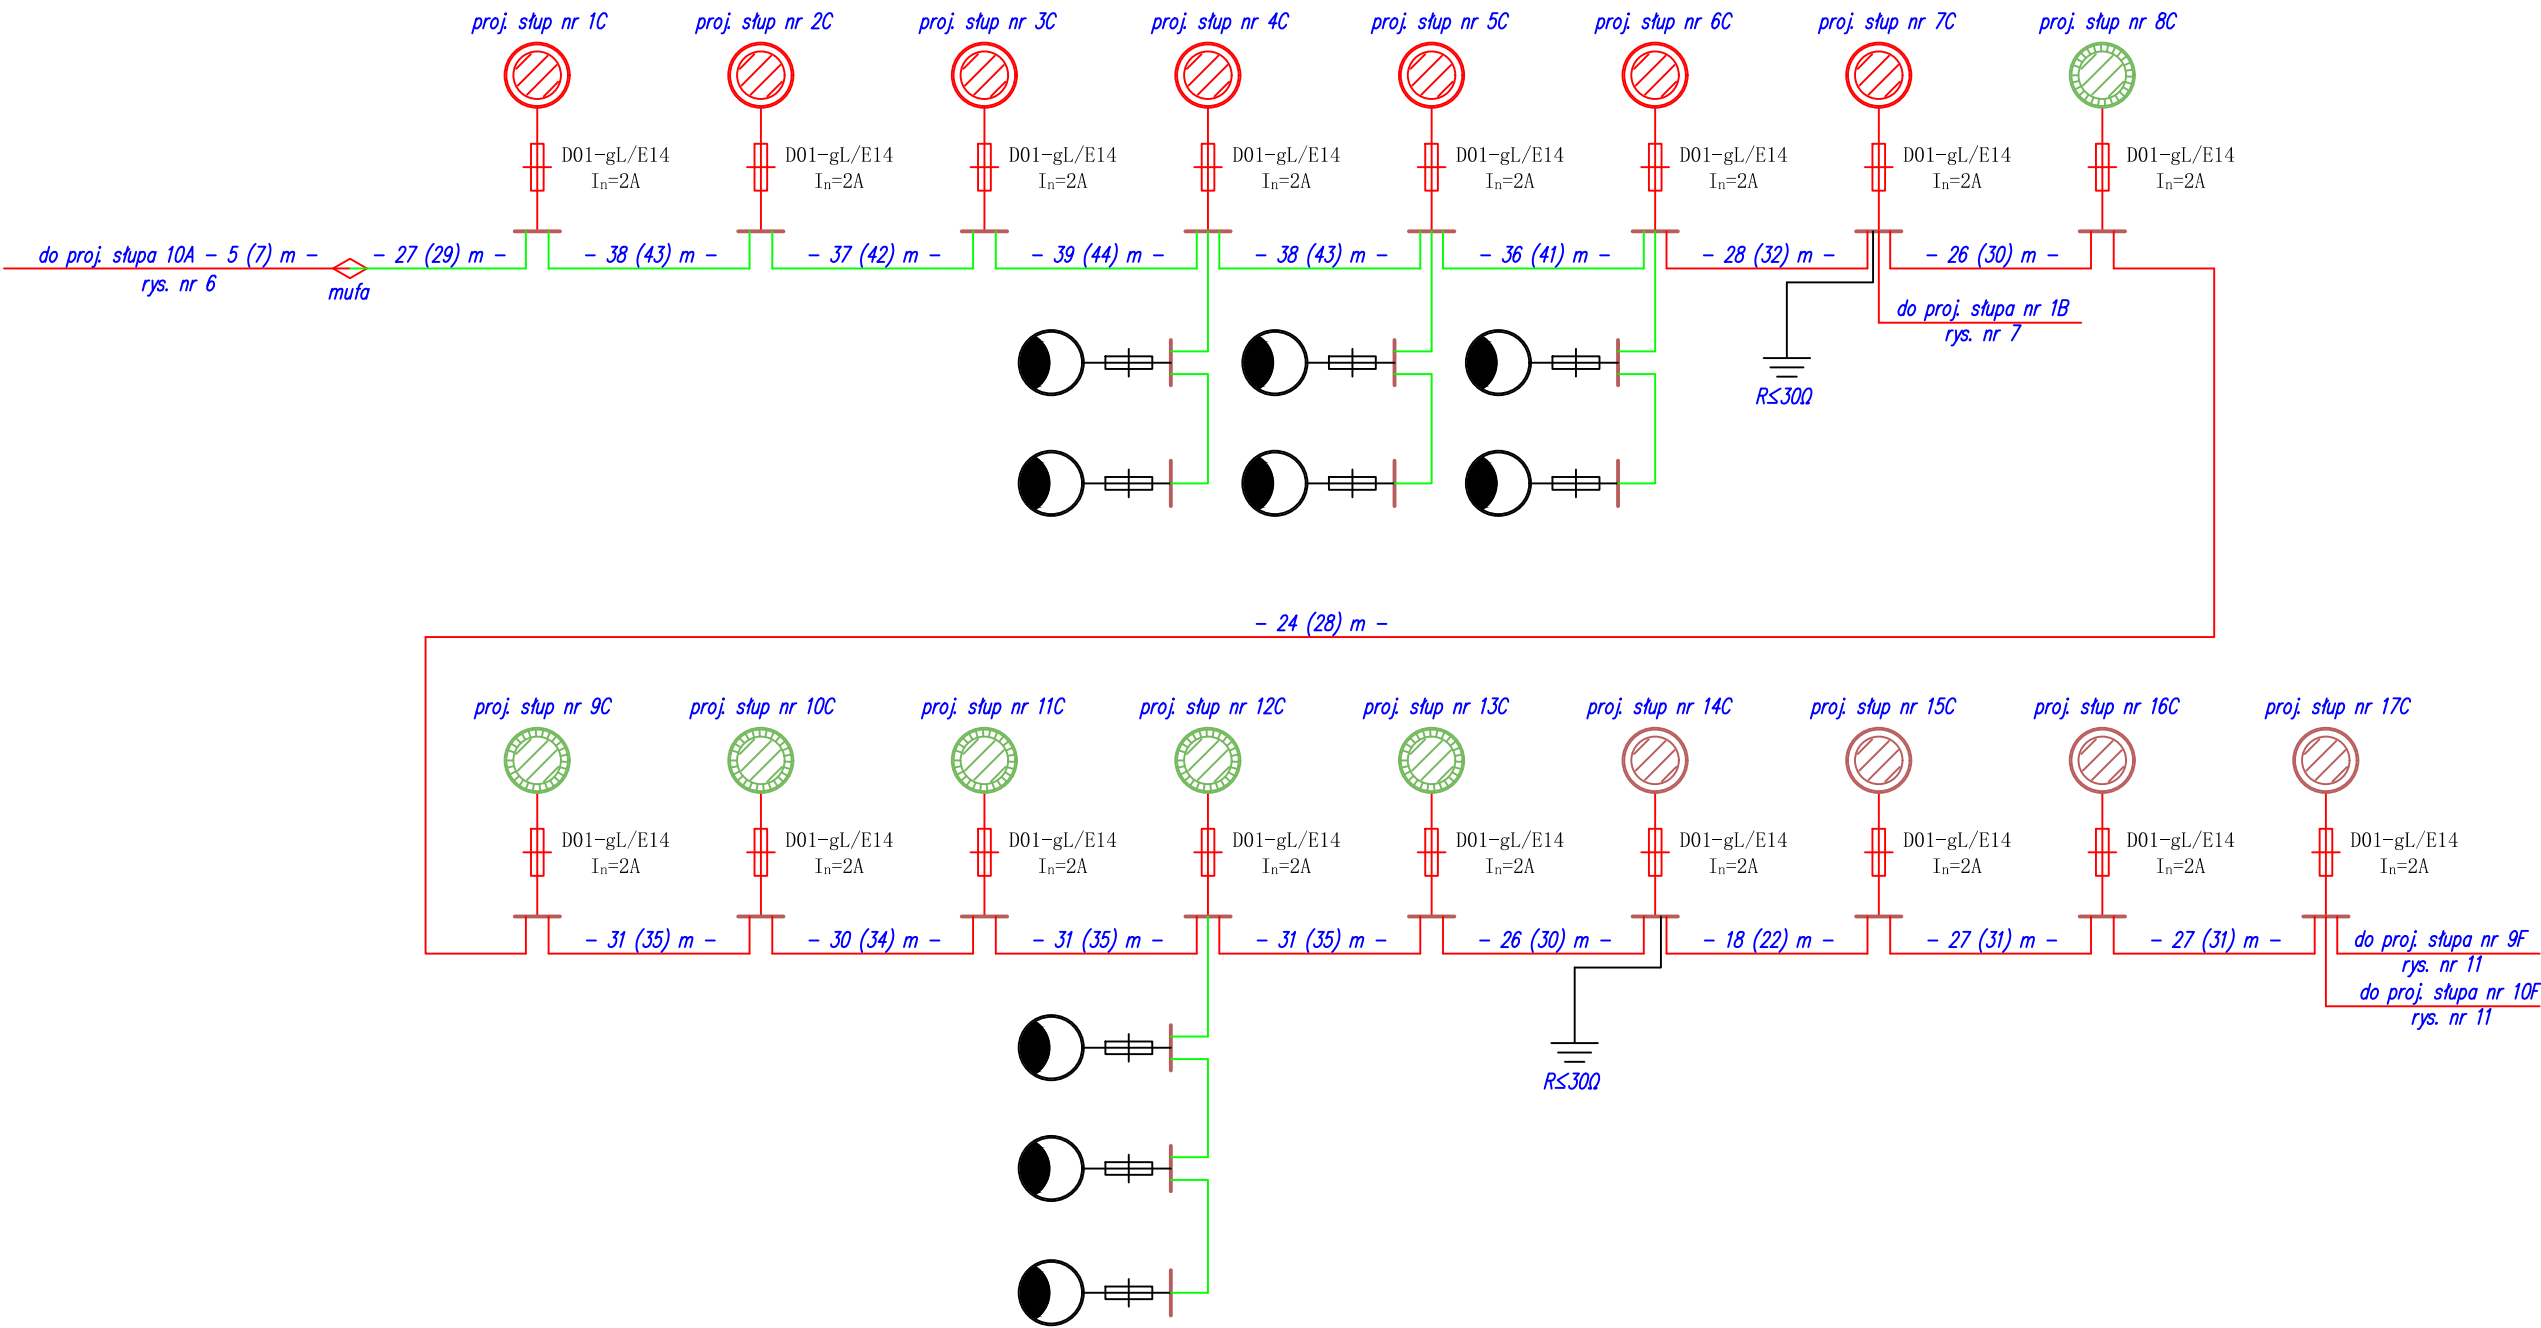 proj. słup nr 1C
proj. słup nr 2C
proj. słup nr 3C
proj. słup nr 4C
proj. słup nr 5C
proj. słup nr 6C
proj. słup nr 7C
proj. słup nr 8C
D01-gL/E14
In=2A
D01-gL/E14
In=2A
D01-gL/E14
In=2A
D01-gL/E14
In=2A
D01-gL/E14
In=2A
D01-gL/E14
In=2A
D01-gL/E14
In=2A
D01-gL/E14
In=2A
do proj. słupa 10A – 5 (7) m –
rys. nr 6
mufa
– 27 (29) m –
– 38 (43) m –
– 37 (42) m –
– 39 (44) m –
– 38 (43) m –
– 36 (41) m –
– 28 (32) m –
– 26 (30) m –
do proj. słupa nr 1B
rys. nr 7
R≤30Ω
– 24 (28) m –
proj. słup nr 9C
proj. słup nr 10C
proj. słup nr 11C
proj. słup nr 12C
proj. słup nr 13C
proj. słup nr 14C
proj. słup nr 15C
proj. słup nr 16C
proj. słup nr 17C
D01-gL/E14
In=2A
D01-gL/E14
In=2A
D01-gL/E14
In=2A
D01-gL/E14
In=2A
D01-gL/E14
In=2A
D01-gL/E14
In=2A
D01-gL/E14
In=2A
D01-gL/E14
In=2A
D01-gL/E14
In=2A
– 31 (35) m –
– 30 (34) m –
– 31 (35) m –
– 31 (35) m –
– 26 (30) m –
– 18 (22) m –
– 27 (31) m –
– 27 (31) m –
do proj. słupa nr 9F
rys. nr 11
do proj. słupa nr 10F
rys. nr 11
R≤30Ω